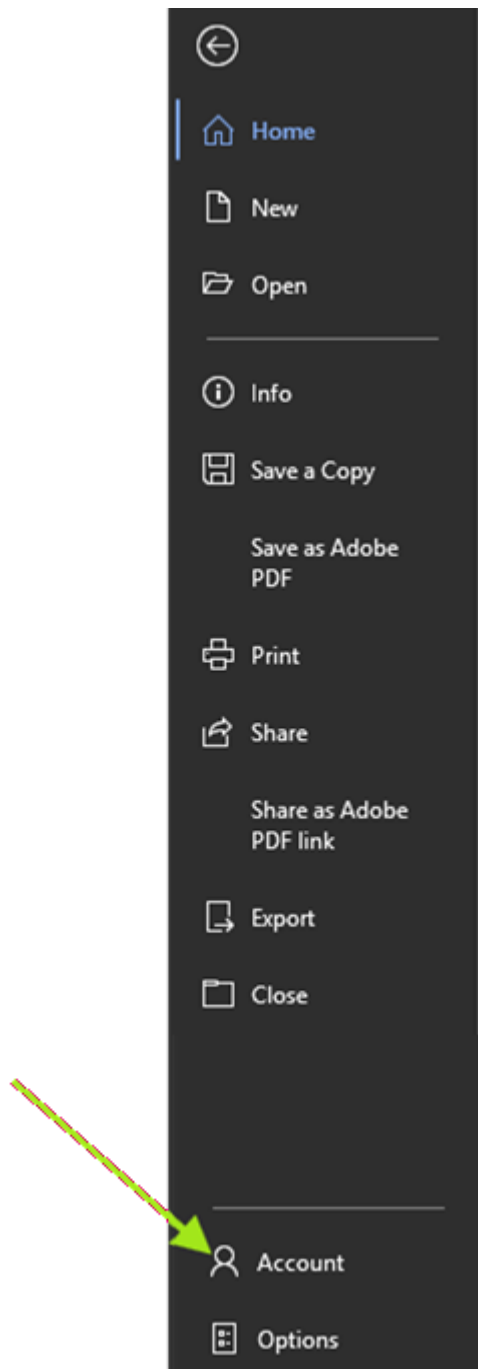 Home
New
Open
Info
Save a Copy
Save as Adobe
PDF
Print
Share
Share as Adobe
PDF link
Export
Close
Account
Options